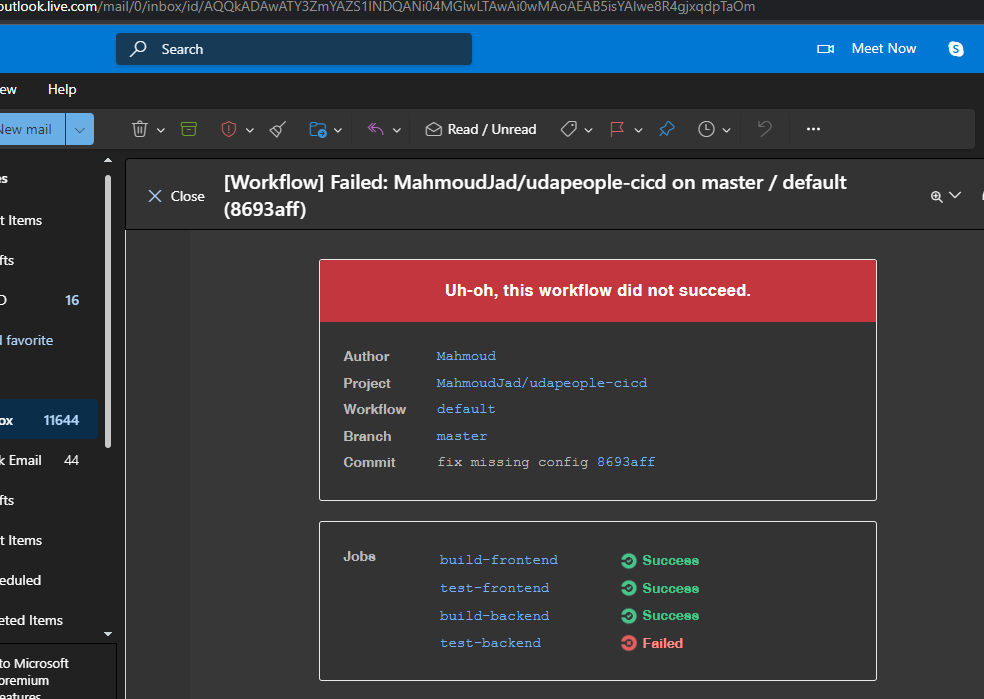 outlook.live.com/mail/0/inbox/id/AQQkADAwATY3ZmYAZS1lNDQANi04MGIwLTAwAi0wMAoAEAB5isYAlwe8R4gjxqdpTaOm
Search
Meet Now
ew
Help
New mail
Read / Unread
es
t Items
fts
D 16
d favorite
ox 11644
k Email 44
fts
t Items
eduled
eted Items
to Microsoft
premium
eatures
Close
[Workflow] Failed: MahmoudJad/udapeople-cicd on master / default
(8693aff)
Uh-oh, this workflow did not succeed.
Author Mahmoud
Project MahmoudJad/udapeople-cicd
Workflow default
Branch master
Commit fix missing config 8693aff
Jobs
build-frontend Success
test-frontend Success
build-backend Success
test-backend Failed